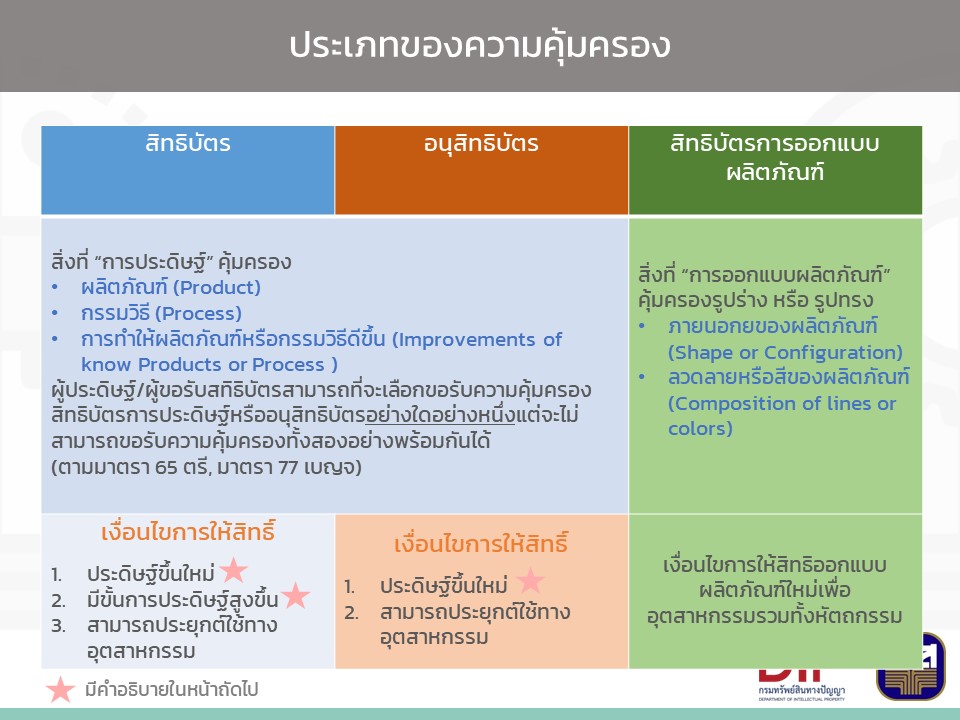 ประเภทของความคุ้มครอง
สิทธิบัตร
อนุสิทธิบัตร
สิทธิบัตรการออกแบบ
ผลิตภัณฑ์
สิ่งที่ “การประดิษฐ์” คุ้มครอง
• ผลิตภัณฑ์ (Product)
• กรรมวิธี (Process)
• การทำให้ผลิตภัณฑ์หรือกรรมวิธีดีขึ้น (Improvements of
know Products or Process )
ผู้ประดิษฐ์/ผู้ขอรับสทิธิบัตรสามารถที่จะเลือกขอรับความคุ้มครอง
สิทธิบัตรการประดิษฐ์หรืออนุสิทธิบัตรอย่างใดอย่างหนึ่งแต่จะไม่
สามารถขอรับความคุ้มครองทั้งสองอย่างพร้อมกันได้
(ตามมาตรา 65 ตรี, มาตรา 77 เบญจ)
สิ่งที่ “การออกแบบผลิตภัณฑ์”
คุ้มครองรูปร่าง หรือ รูปทรง
• ภายนอกยของผลิตภัณฑ์
(Shape or Configuration)
• ลวดลายหรือสีของผลิตภัณฑ์
(Composition of lines or
colors)
เงื่อนไขการให้สิทธิ์
1. ประดิษฐ์ขึ้นใหม่
2. มีขั้นการประดิษฐ์สูงขึ้น
3. สามารถประยุกต์ใช้ทาง
อุตสาหกรรม
เงื่อนไขการให้สิทธิ์
1. ประดิษฐ์ขึ้นใหม่
2. สามารถประยุกต์ใช้ทาง
อุตสาหกรรม
เงื่อนไขการให้สิทธิออกแบบ
ผลิตภัณฑ์ใหม่เพื่อ
อุตสาหกรรมรวมทั้งหัตถกรรม
มีคำอธิบายในหน้าถัดไป
กรมทรัพย์สินทางปัญญา
DEPARTMENT OF INTELLECTUAL PROPERTY